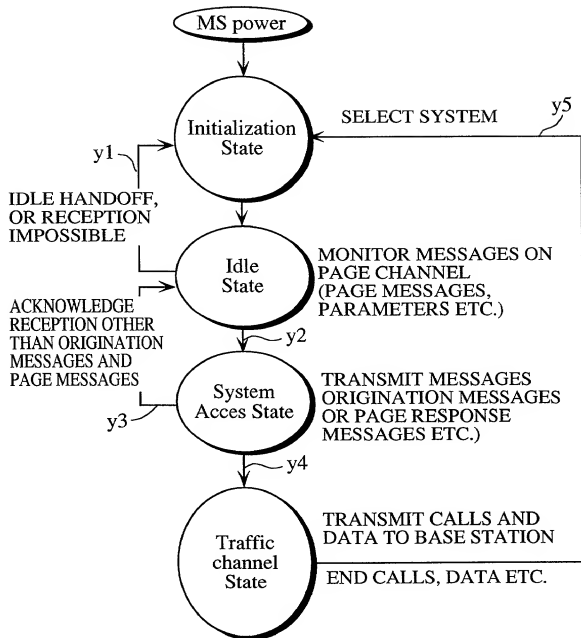 MS power
Initialization
State
SELECT SYSTEM
y5
y1
IDLE HANDOFF,
OR RECEPTION
IMPOSSIBLE
Idle
State
MONITOR MESSAGES ON
PAGE CHANNEL
(PAGE MESSAGES,
PARAMETERS ETC.)
ACKNOWLEDGE
RECEPTION OTHER
THAN ORIGINATION
MESSAGES AND
PAGE MESSAGES
y2
System
Acces State
TRANSMIT MESSAGES
ORIGINATION MESSAGES
OR PAGE RESPONSE
MESSAGES ETC.)
y3
y4
Traffic
channel
State
TRANSMIT CALLS AND
DATA TO BASE STATION
END CALLS, DATA ETC.